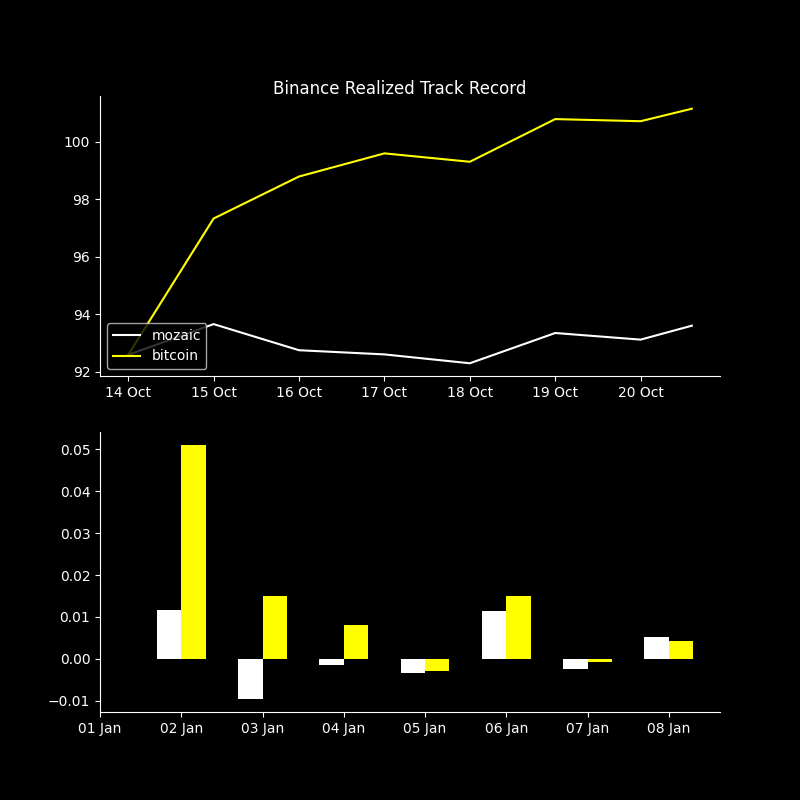 Binance Realized Track Record
100
98
96
94
92
mozaic
bitcoin
14 Oct 15 Oct 16 Oct 17 Oct 18 Oct 19 Oct 20 Oct
0.05
0.04
0.03
0.02
0.01
0.00
−0.01
01 Jan 02 Jan 03 Jan 04 Jan 05 Jan 06 Jan 07 Jan 08 Jan